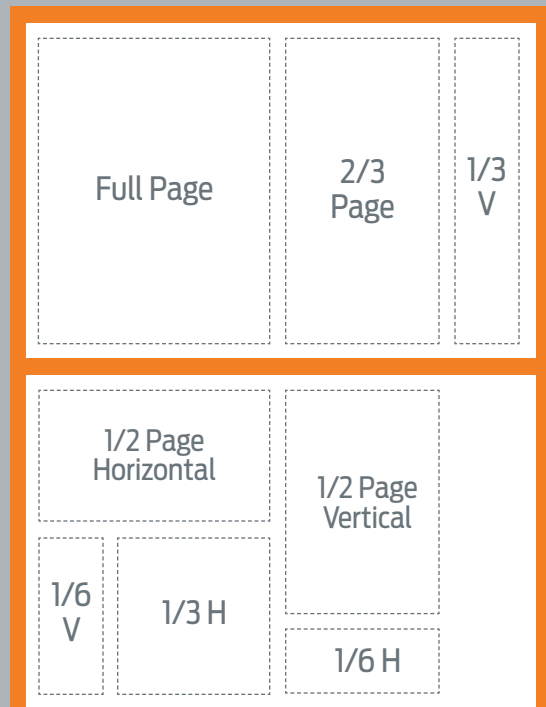 Full Page
2/3
Page
1/3
V
1/2 Page
Horizontal
1/2 Page
Vertical
1/6
V
1/3 H
1/6 H